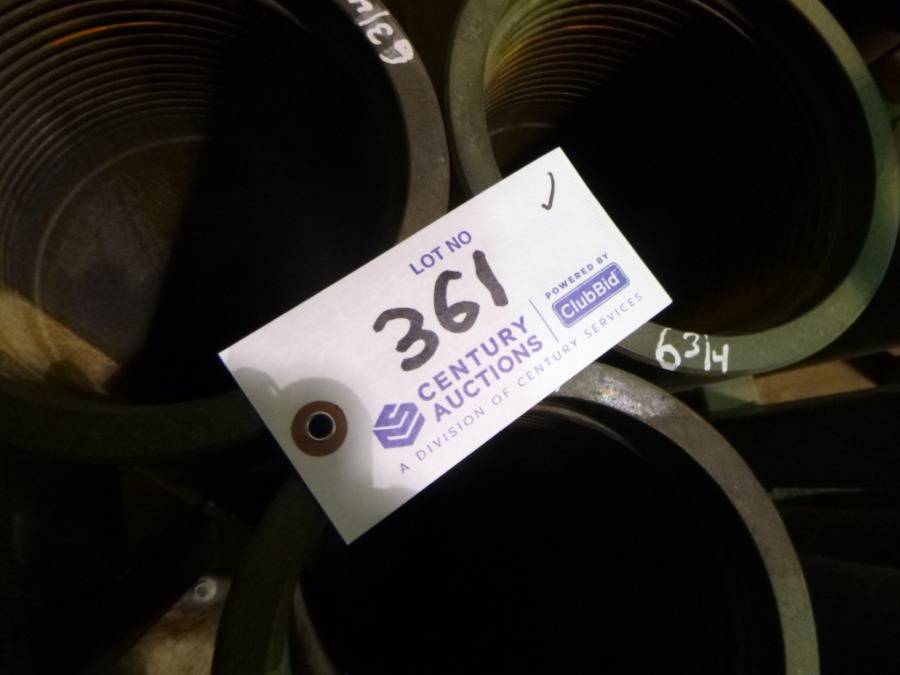 6 3/4
LOT NO
361
POWERED BY
ClubBid
CENTURY
AUCTIONS
A DIVISION OF CENTURY SERVICES
6 3/4